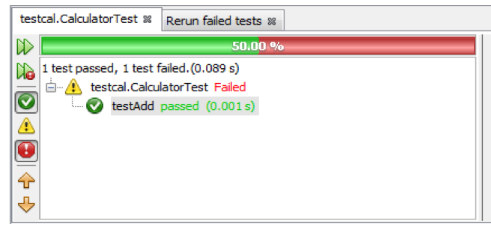 testcal.CalculatorTest Rerun failed tests
50.00 %
1 test passed, 1 test failed.(0.089 s)
testcal.CalculatorTest Failed
testAdd passed (0.001 s)